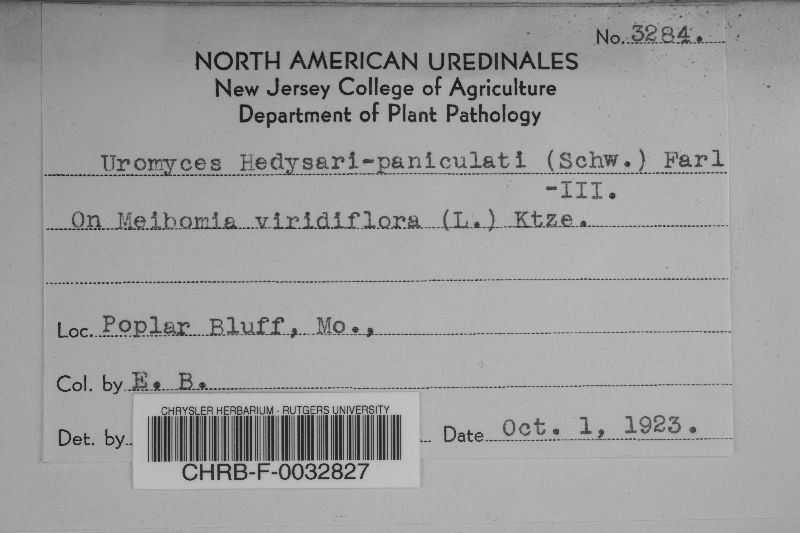 No. 3284.
NORTH AMERICAN UREDINALES
New Jersey College of Agriculture
Department of Plant Pathology
Uromyces Hedysari-paniculati (Schw.) Farl
-III.
On Meibomia viridiflora (L.) Ktze.
Loc. Poplar Bluff, Mo.,
Col. by E. B.
Det. by Date Oct. 1, 1923.
CHRYSLER HERBARIUM - RUTGERS UNIVERSITY
CHRB-F-0032827